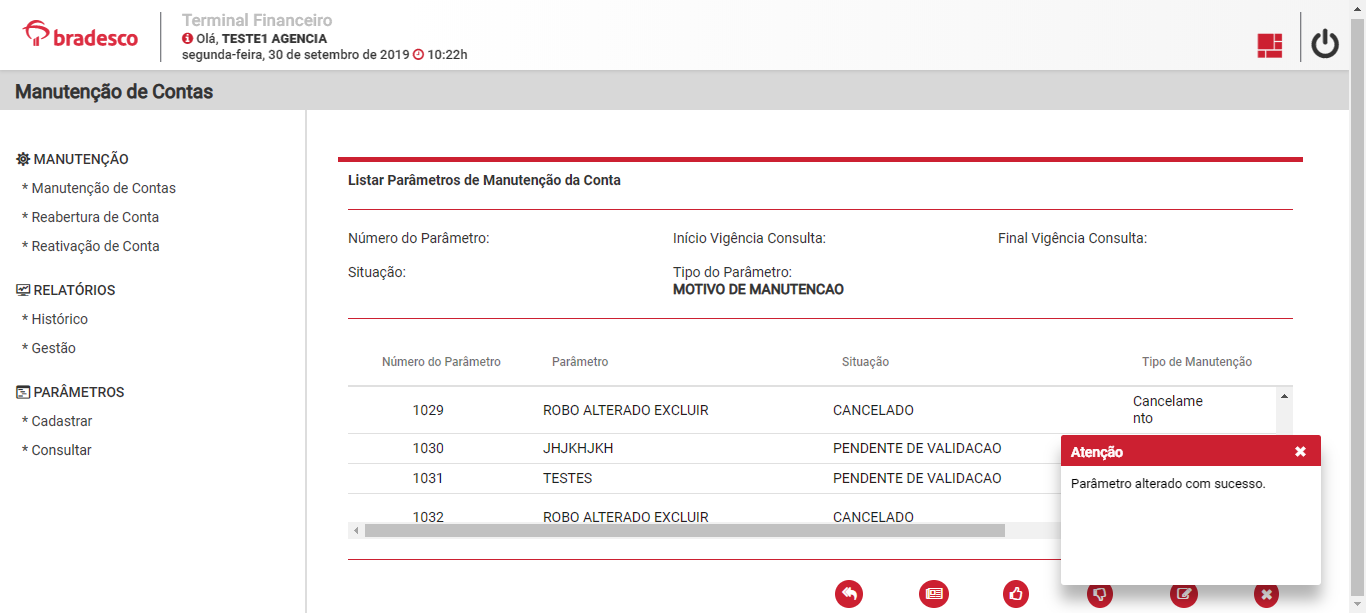 bradesco
Terminal Financeiro
Olá, TESTE1 AGENCIA
segunda-feira, 30 de setembro de 2019 10:22h
Manutenção de Contas
MANUTENÇÃO
* Manutenção de Contas
* Reabertura de Conta
* Reativação de Conta
RELATÓRIOS
* Histórico
* Gestão
PARÂMETROS
* Cadastrar
* Consultar
Listar Parâmetros de Manutenção da Conta
Número do Parâmetro: Início Vigência Consulta: Final Vigência Consulta:
Situação: Tipo do Parâmetro:
MOTIVO DE MANUTENCAO
Número do Parâmetro Parâmetro Situação Tipo de Manutenção
1029 ROBO ALTERADO EXCLUIR CANCELADO Cancelame
nto
1030 JHJKHJKH PENDENTE DE VALIDACAO
1031 TESTES PENDENTE DE VALIDACAO
1032 ROBO ALTERADO EXCLUIR CANCELADO
Atenção
Parâmetro alterado com sucesso.